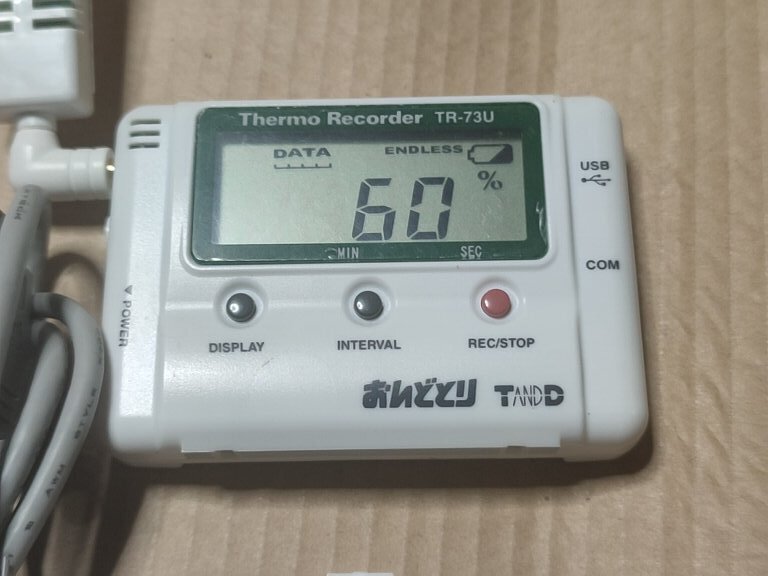 Thermo Recorder TR-73U
DATA ENDLESS
60 %
MIN SEC
USB
COM
POWER
DISPLAY INTERVAL REC/STOP
おんどとり TANDD